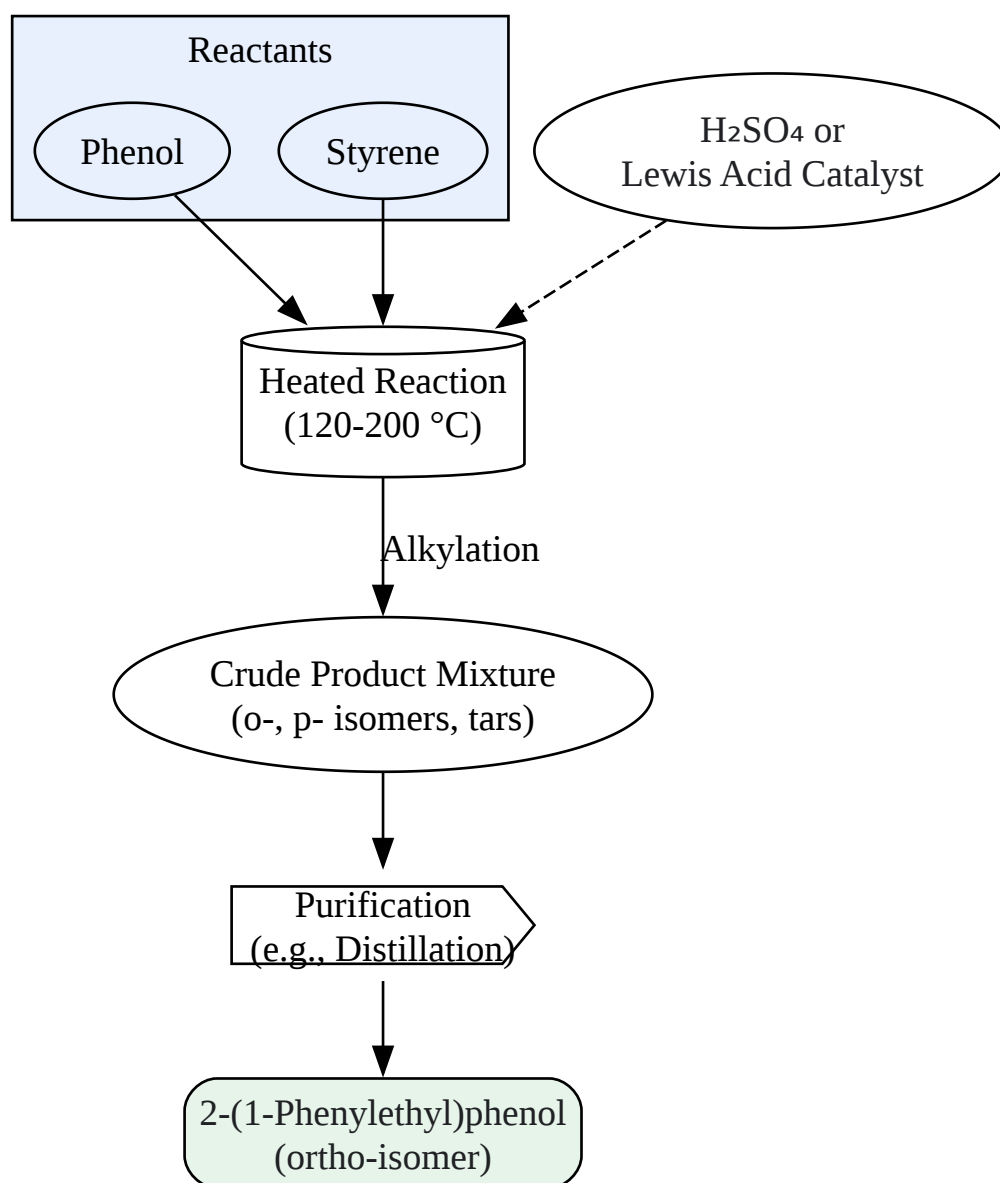 Reactants
Phenol
Styrene
H₂SO₄ or
Lewis Acid Catalyst
Heated Reaction
(120-200 °C)
Alkylation
Crude Product Mixture
(o-, p- isomers, tars)
Purification
(e.g., Distillation)
2-(1-Phenylethyl)phenol
(ortho-isomer)